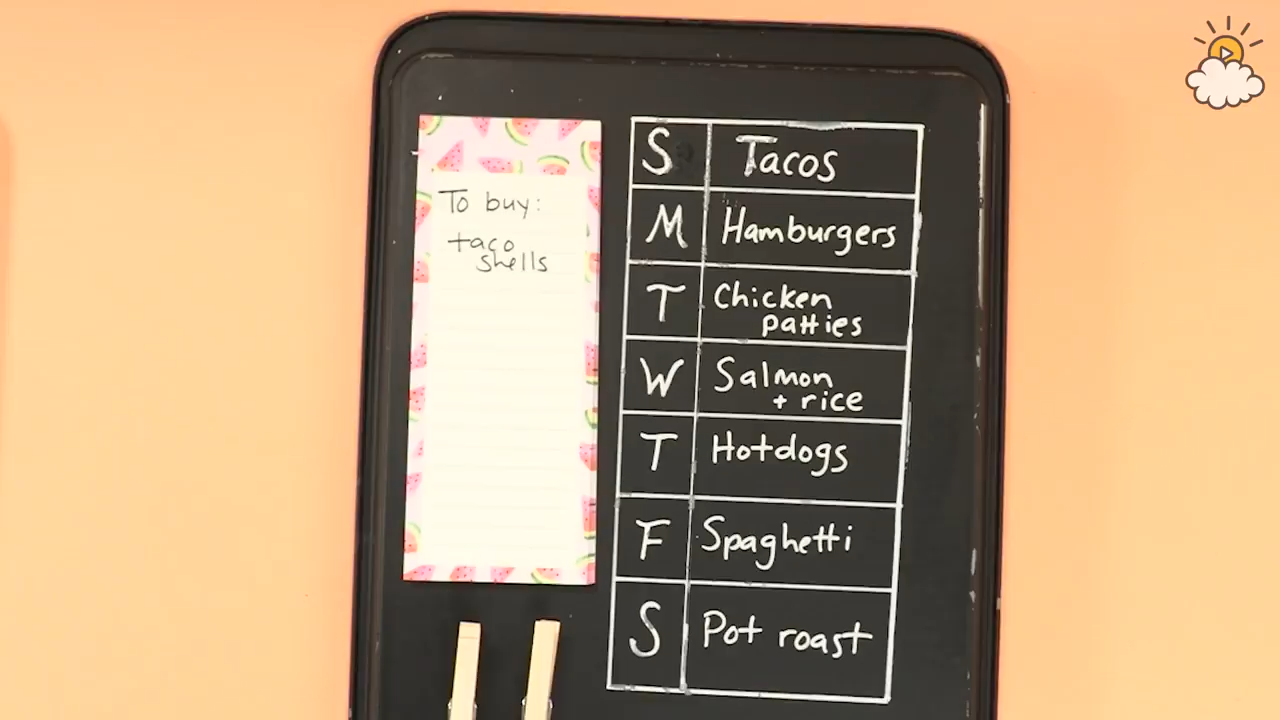 To buy:
taco
shells
S Tacos
M Hamburgers
T Chicken
patties
W Salmon
+ rice
T Hotdogs
F Spaghetti
S Pot roast